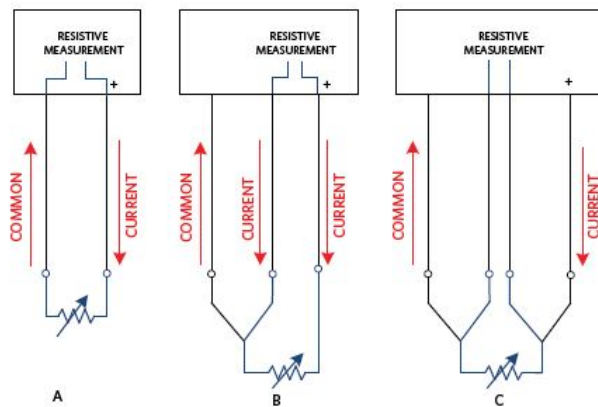 RESISTIVE
MEASUREMENT
+
COMMON
CURRENT
A
RESISTIVE
MEASUREMENT
+
COMMON
CURRENT
CURRENT
B
RESISTIVE
MEASUREMENT
+
COMMON
CURRENT
C